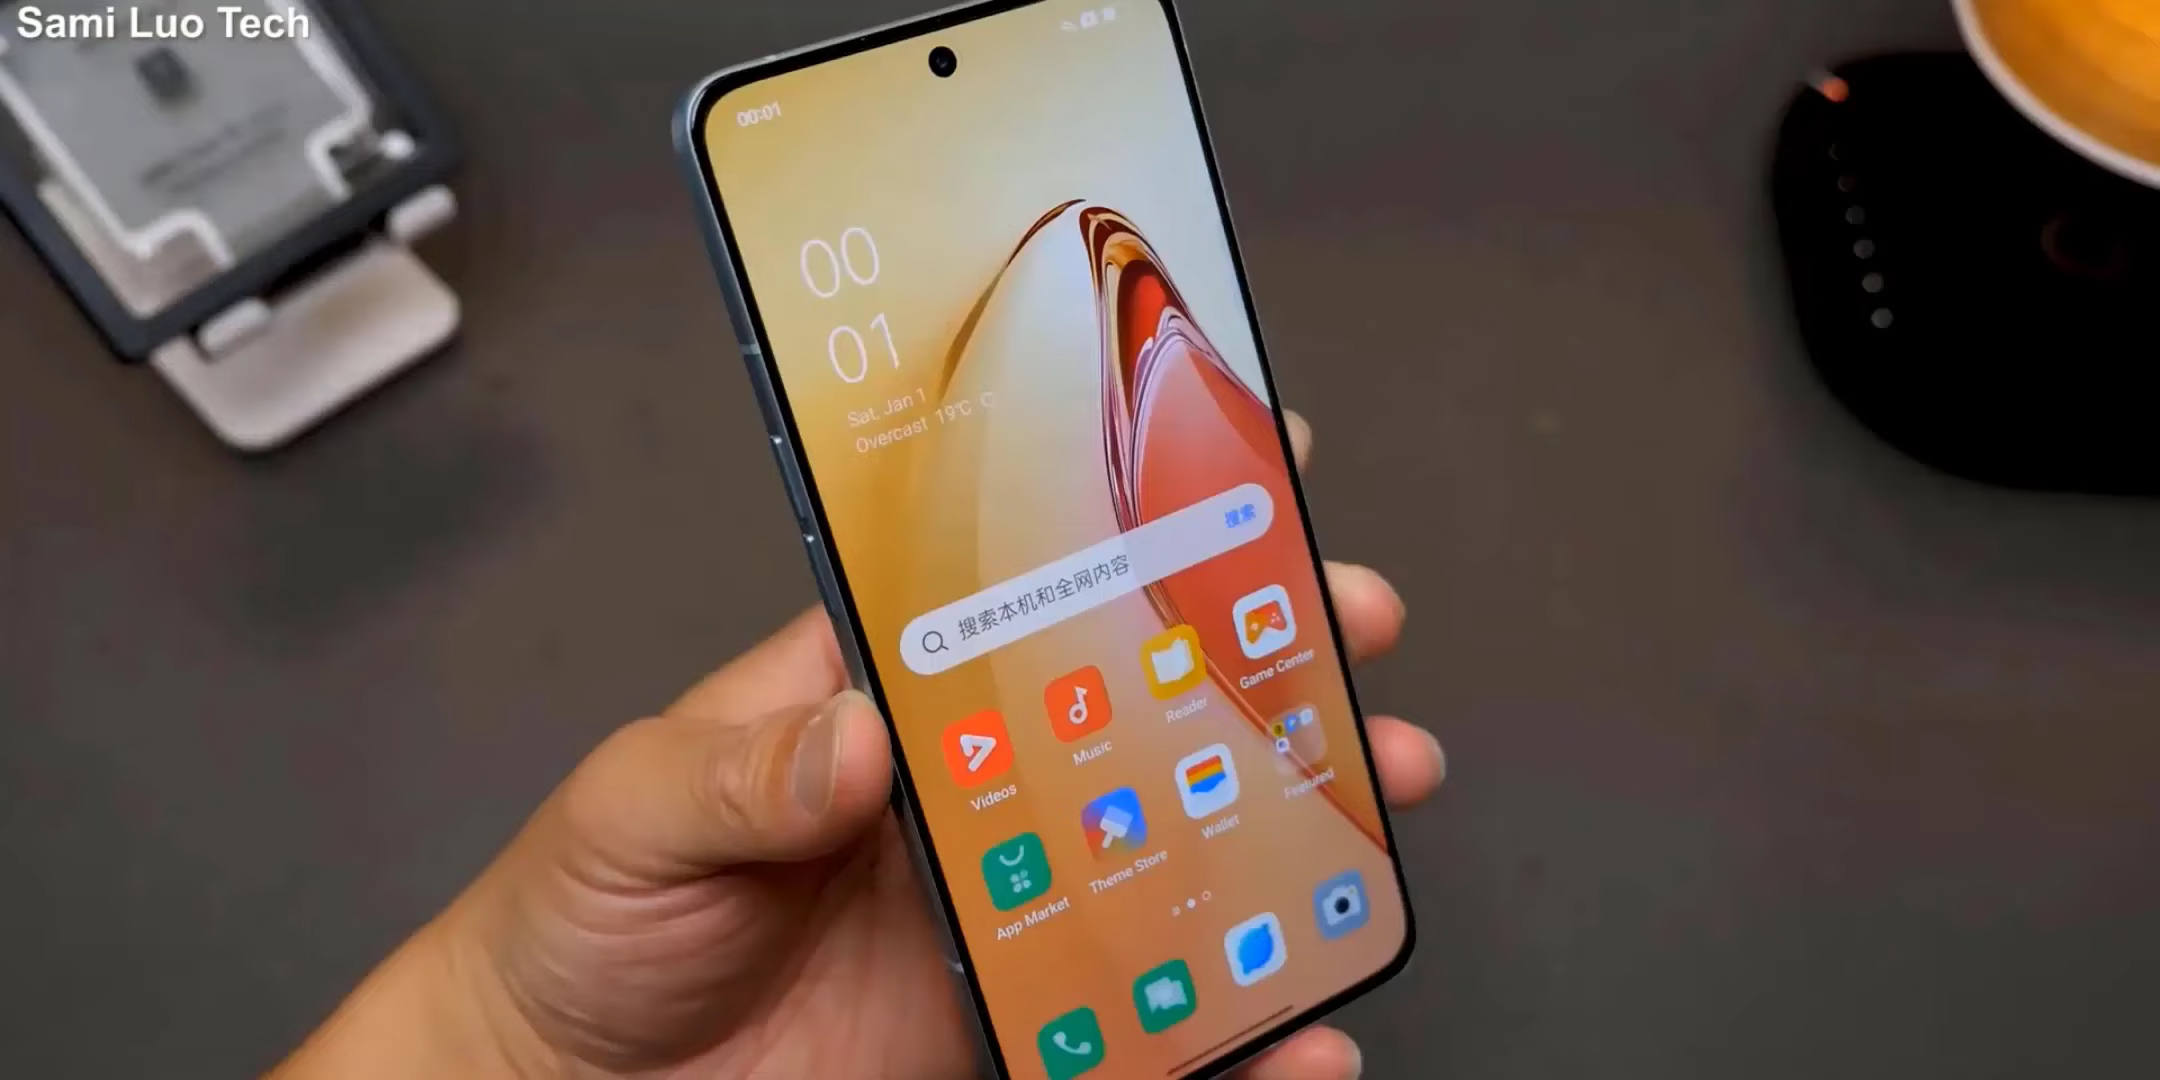 Sami Luo Tech
00:01
00
01
Sat, Jan 1
Overcast 19°C
搜索本机和全网内容 搜索
Videos
Music
Reader
Game Center
App Market
Theme Store
Wallet
Featured